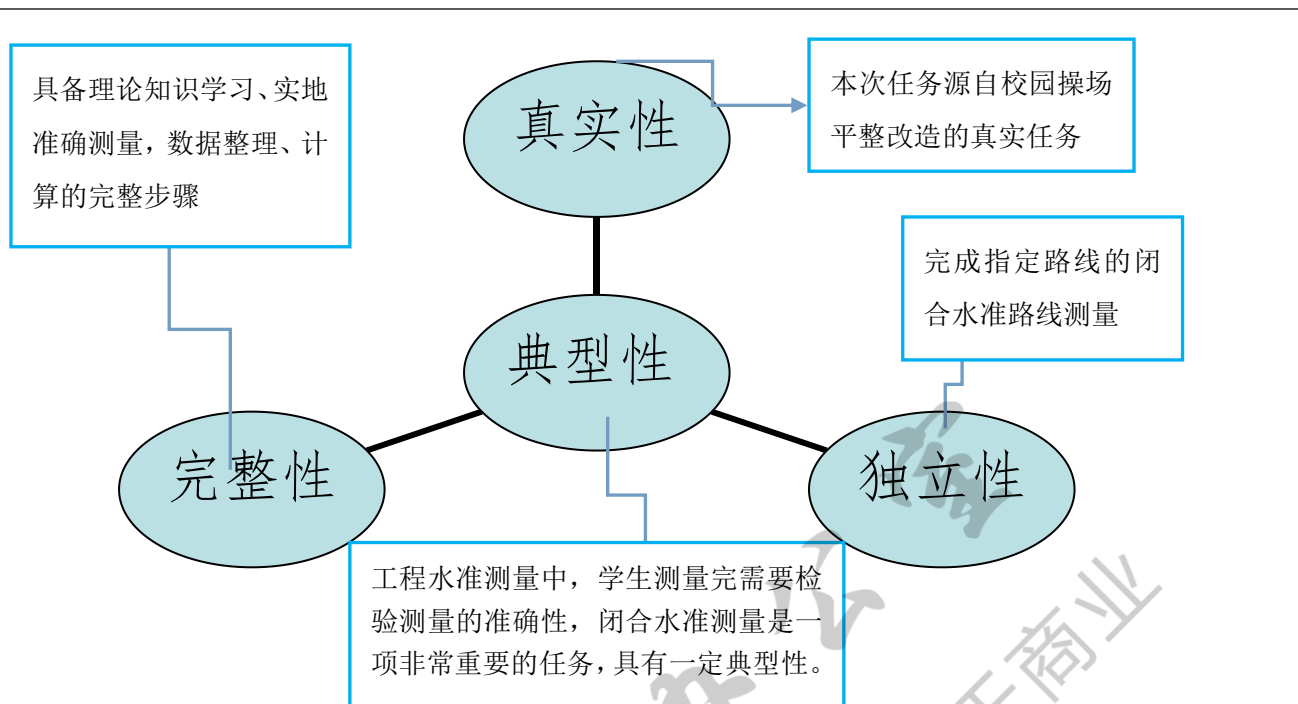 具备理论知识学习、实地
准确测量，数据整理、计
算的完整步骤
真实性
本次任务源自校园操场
平整改造的真实任务
完成指定路线的闭
合水准路线测量
典型性
完整性
独立性
工程水准测量中，学生测量完需要检
验测量的准确性，闭合水准测量是一
项非常重要的任务，具有一定典型性。